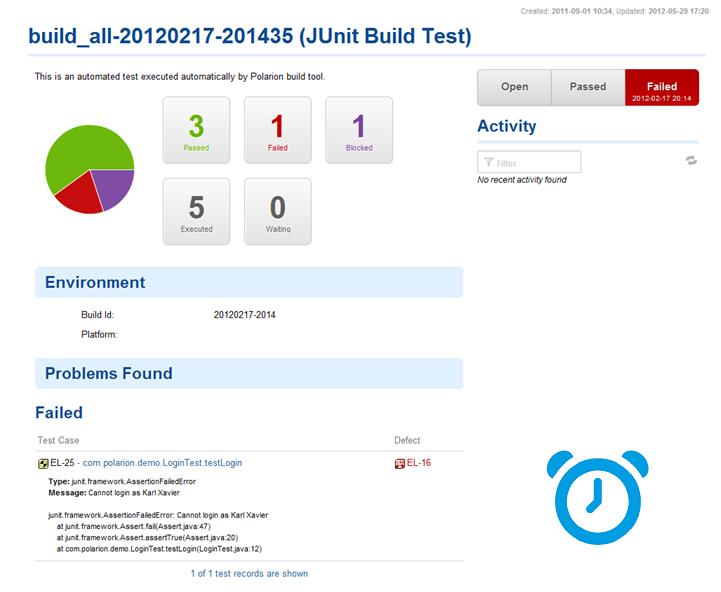 Created: 2011-09-01 10:34, Updated: 2012-05-29 17:20
build_all-20120217-201435 (JUnit Build Test)
This is an automated test executed automatically by Polarion build tool.
3
Passed
1
Failed
1
Blocked
5
Executed
0
Waiting
Open
Passed
Failed
2012-02-17 20:14
Activity
Filter
No recent activity found
Environment
Build Id: 20120217-2014
Platform:
Problems Found
Failed
Test Case Defect
EL-25 - com.polarion.demo.LoginTest.testLogin EL-16
Type: junit.framework.AssertionFailedError
Message: Cannot login as Karl Xavier
junit.framework.AssertionFailedError: Cannot login as Karl Xavier
at junit.framework.Assert.fail(Assert.java:47)
at junit.framework.Assert.assertTrue(Assert.java:20)
at com.polarion.demo.LoginTest.testLogin(LoginTest.java:12)
1 of 1 test records are shown